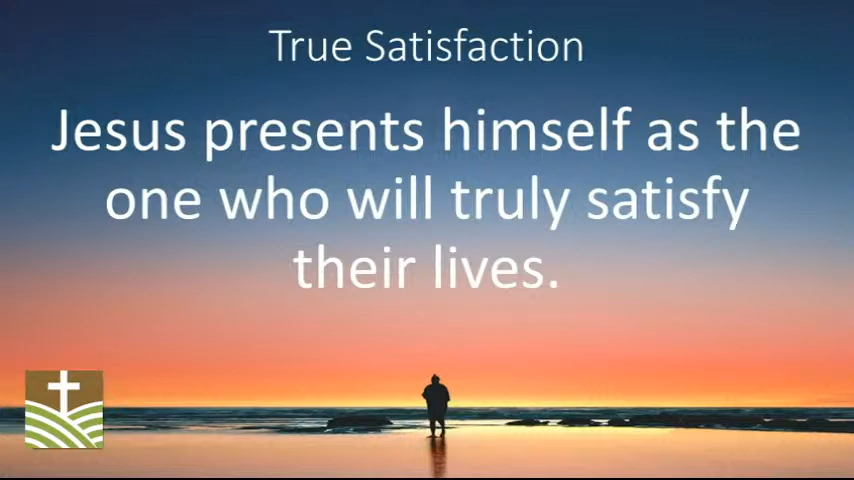 True Satisfaction
Jesus presents himself as the
one who will truly satisfy
their lives.